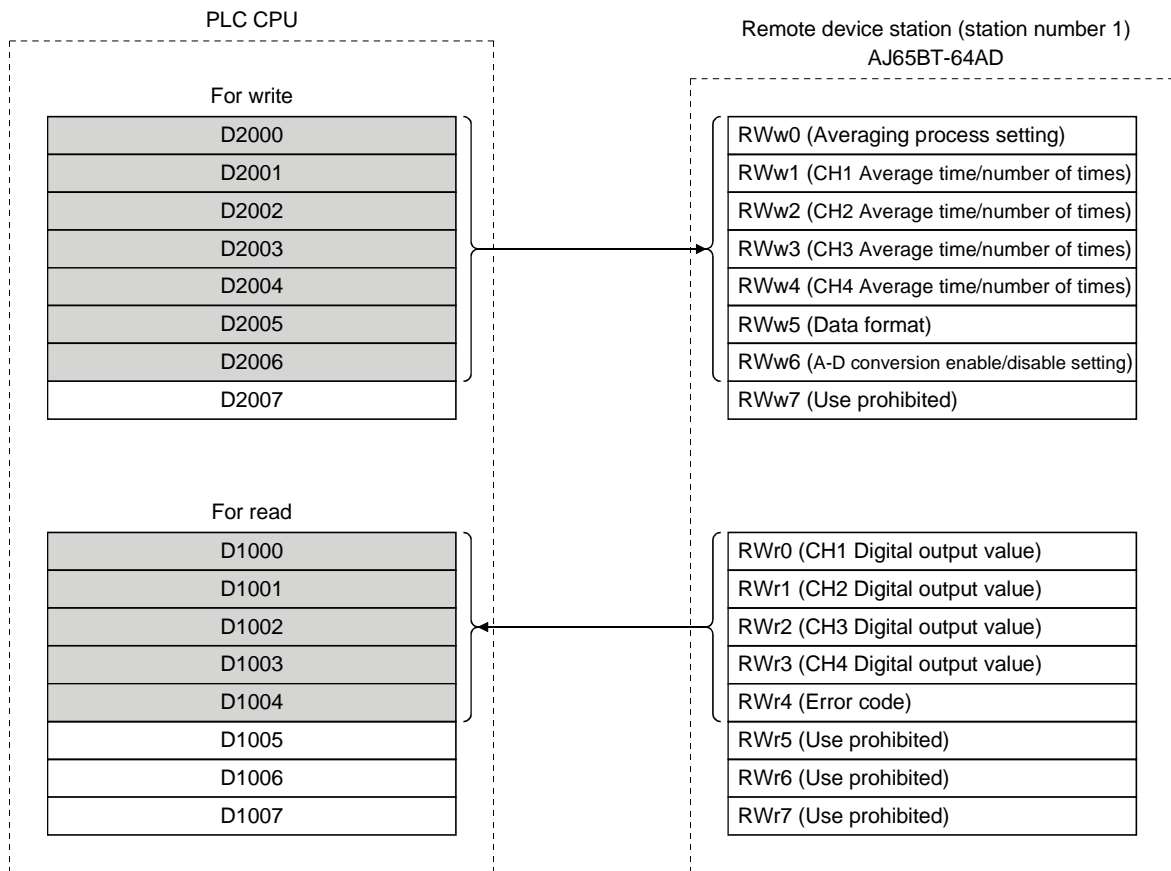 PLC CPU
Remote device station (station number 1)
AJ65BT-64AD
For write
D2000
RWw0 (Averaging process setting)
D2001
RWw1 (CH1 Average time/number of times)
D2002
RWw2 (CH2 Average time/number of times)
D2003
RWw3 (CH3 Average time/number of times)
D2004
RWw4 (CH4 Average time/number of times)
D2005
RWw5 (Data format)
D2006
RWw6 (A-D conversion enable/disable setting)
D2007
RWw7 (Use prohibited)
For read
D1000
RWr0 (CH1 Digital output value)
D1001
RWr1 (CH2 Digital output value)
D1002
RWr2 (CH3 Digital output value)
D1003
RWr3 (CH4 Digital output value)
D1004
RWr4 (Error code)
D1005
RWr5 (Use prohibited)
D1006
RWr6 (Use prohibited)
D1007
RWr7 (Use prohibited)